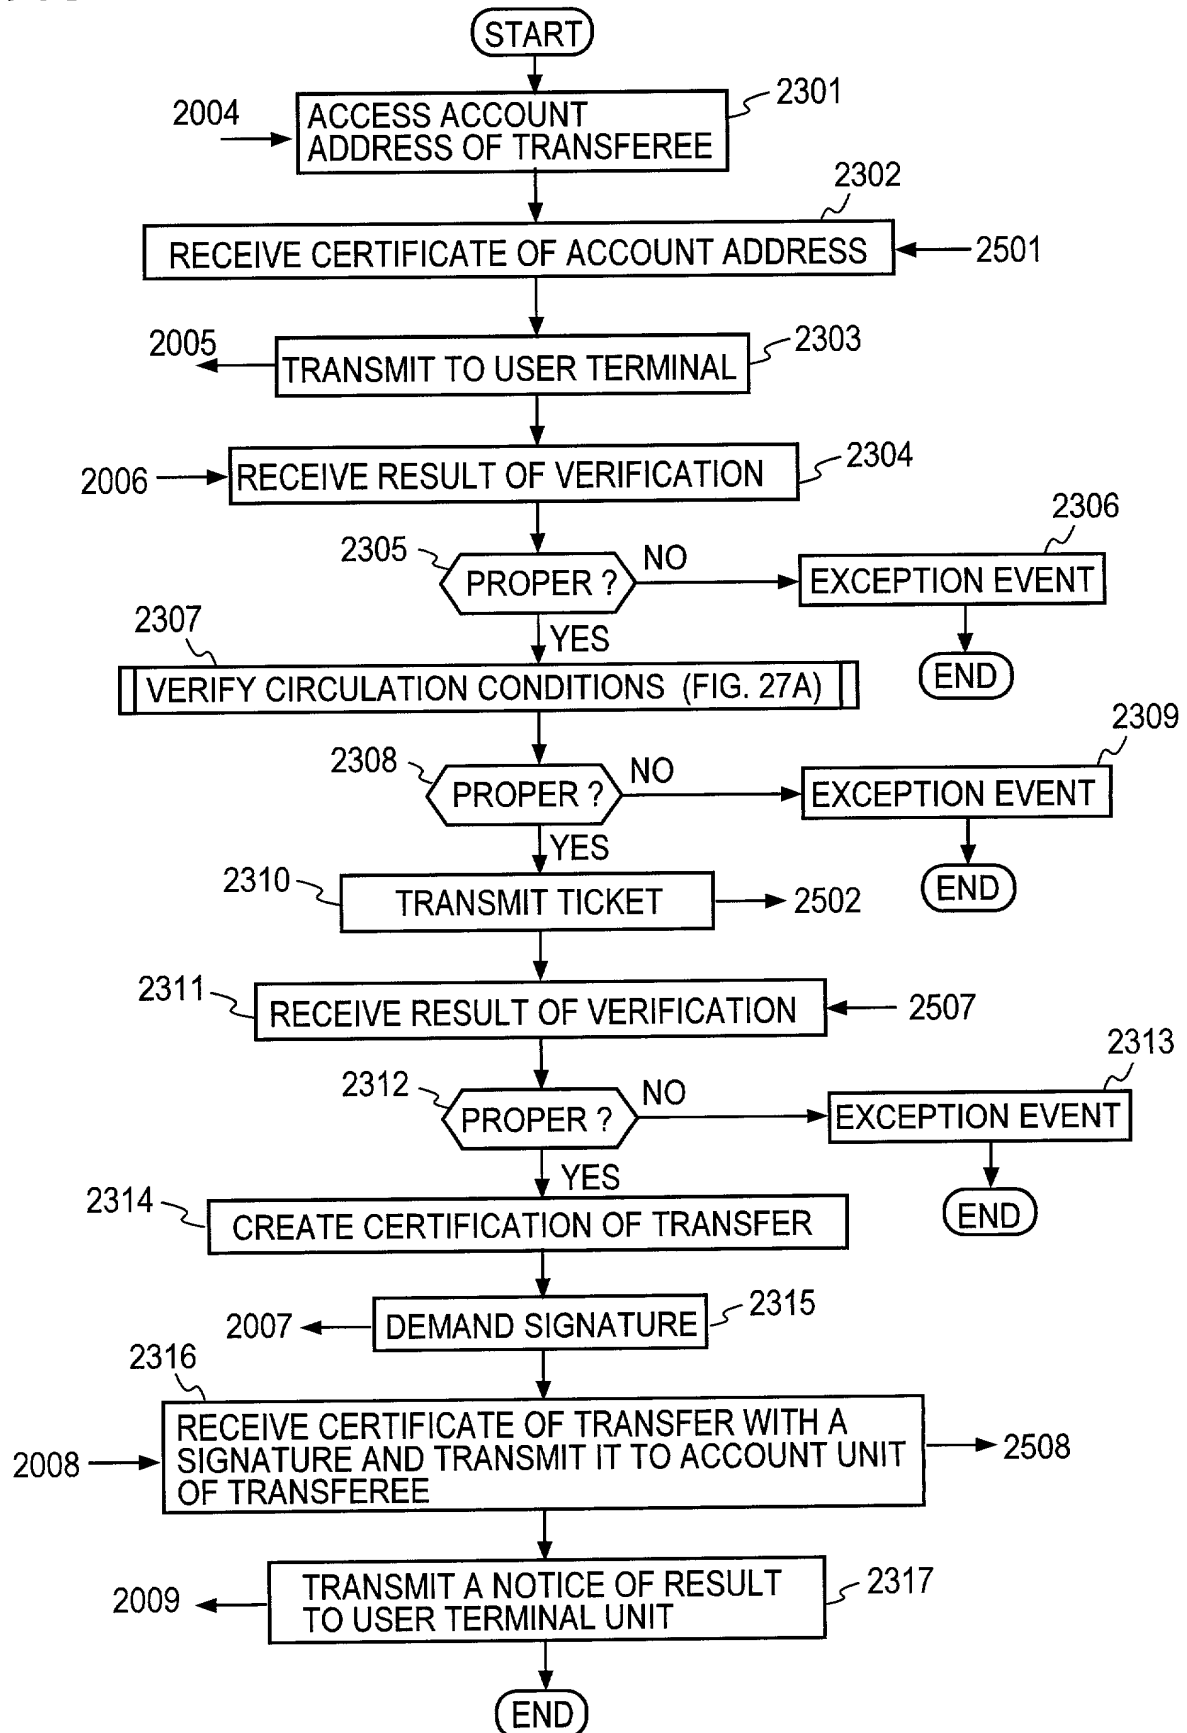 START
2301
2004
ACCESS ACCOUNT
ADDRESS OF TRANSFEREE
2302
RECEIVE CERTIFICATE OF ACCOUNT ADDRESS
2501
2005
2303
TRANSMIT TO USER TERMINAL
2006
RECEIVE RESULT OF VERIFICATION
2304
2305
PROPER ?
NO
2306
EXCEPTION EVENT
END
YES
2307
VERIFY CIRCULATION CONDITIONS (FIG. 27A)
2308
PROPER ?
NO
2309
EXCEPTION EVENT
END
YES
2310
TRANSMIT TICKET
2502
2311
RECEIVE RESULT OF VERIFICATION
2507
2312
PROPER ?
NO
2313
EXCEPTION EVENT
END
YES
2314
CREATE CERTIFICATION OF TRANSFER
2007
DEMAND SIGNATURE
2315
2316
2008
RECEIVE CERTIFICATE OF TRANSFER WITH A
SIGNATURE AND TRANSMIT IT TO ACCOUNT UNIT
OF TRANSFEREE
2508
2009
TRANSMIT A NOTICE OF RESULT
TO USER TERMINAL UNIT
2317
END